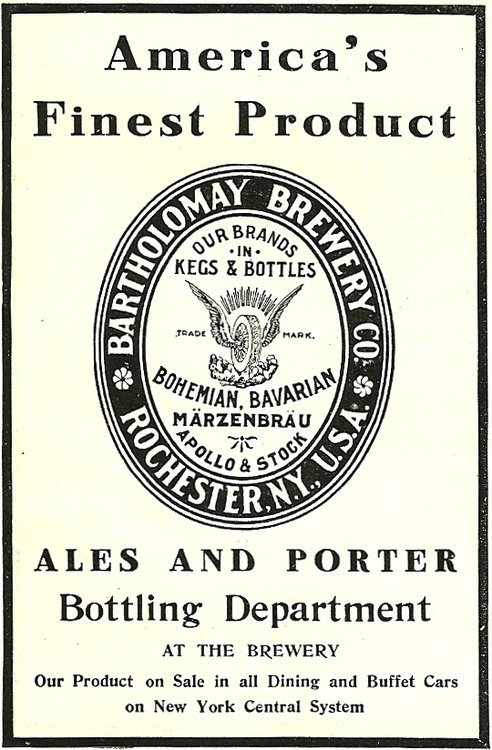 America's
Finest Product
BARTHOLOMAY BREWERY CO.
OUR BRANDS
·IN·
KEGS & BOTTLES
TRADE MARK.
BOHEMIAN, BAVARIAN
MÄRZENBRÄU
APOLLO & STOCK
ROCHESTER, N.Y., U.S.A.
ALES AND PORTER
Bottling Department
AT THE BREWERY
Our Product on Sale in all Dining and Buffet Cars
on New York Central System